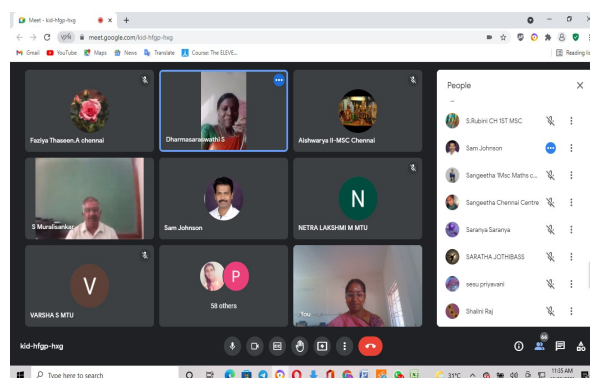 Meet - kid-hfgp-hxg
VPN
meet.google.com/kid-hfgp-hxg
Gmail
YouTube
Maps
News
Translate
Course: The ELEVE...
Reading list
Faziya Thaseen.A chennai
Dharmasaraswathi S
Aishwarya II-MSC Chennai
S Muralisankar
Sam Johnson
N
NETRA LAKSHMI M MTU
V
VARSHA S MTU
P
58 others
You
People
S.Rubini CH 1ST MSC
Sam Johnson
Sangeetha 1Msc Maths c...
Sangeetha Chennai Centre
Saranya Saranya
SARATHA JOTHIBASS
sesu priyavani
Shalini Raj
kid-hfgp-hxg
66
Type here to search
31°C
11:35 AM